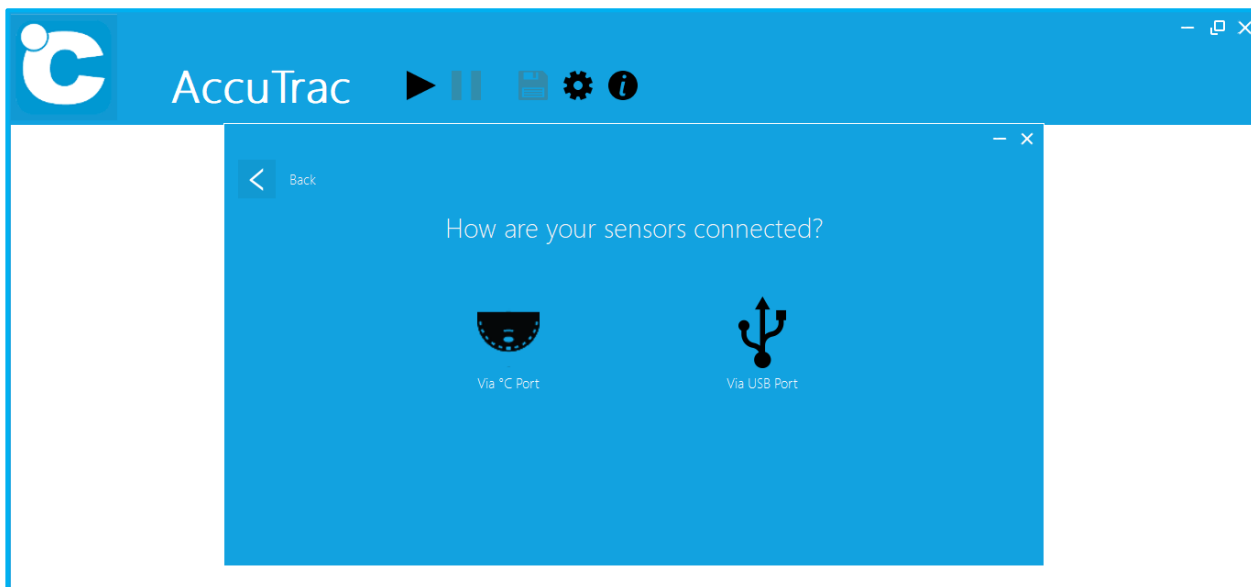 °C
AccuTrac
Back
How are your sensors connected?
Via °C Port
Via USB Port